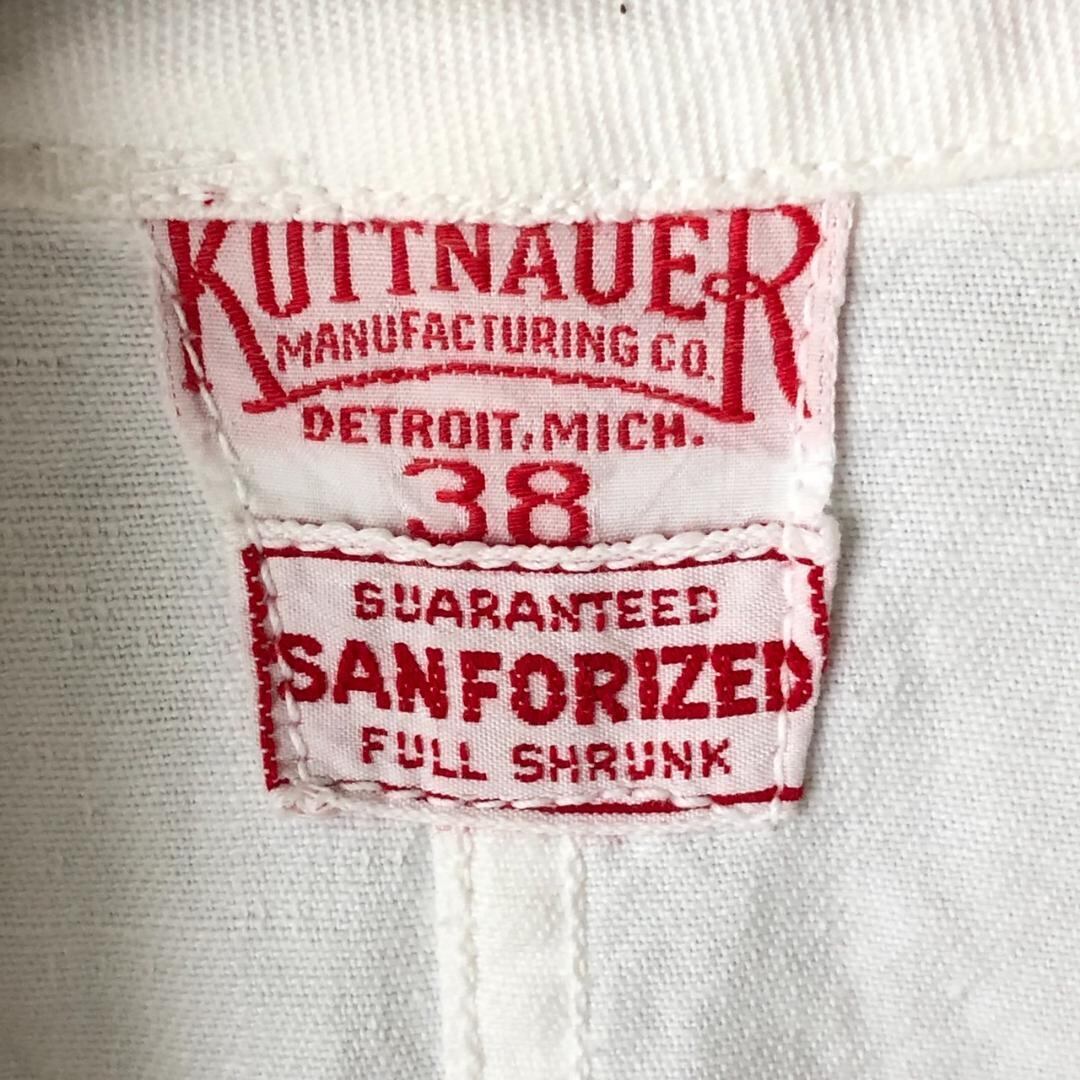 KUTTNAUER
MANUFACTURING CO.
DETROIT, MICH.
38
GUARANTEED
SANFORIZED
FULL SHRUNK